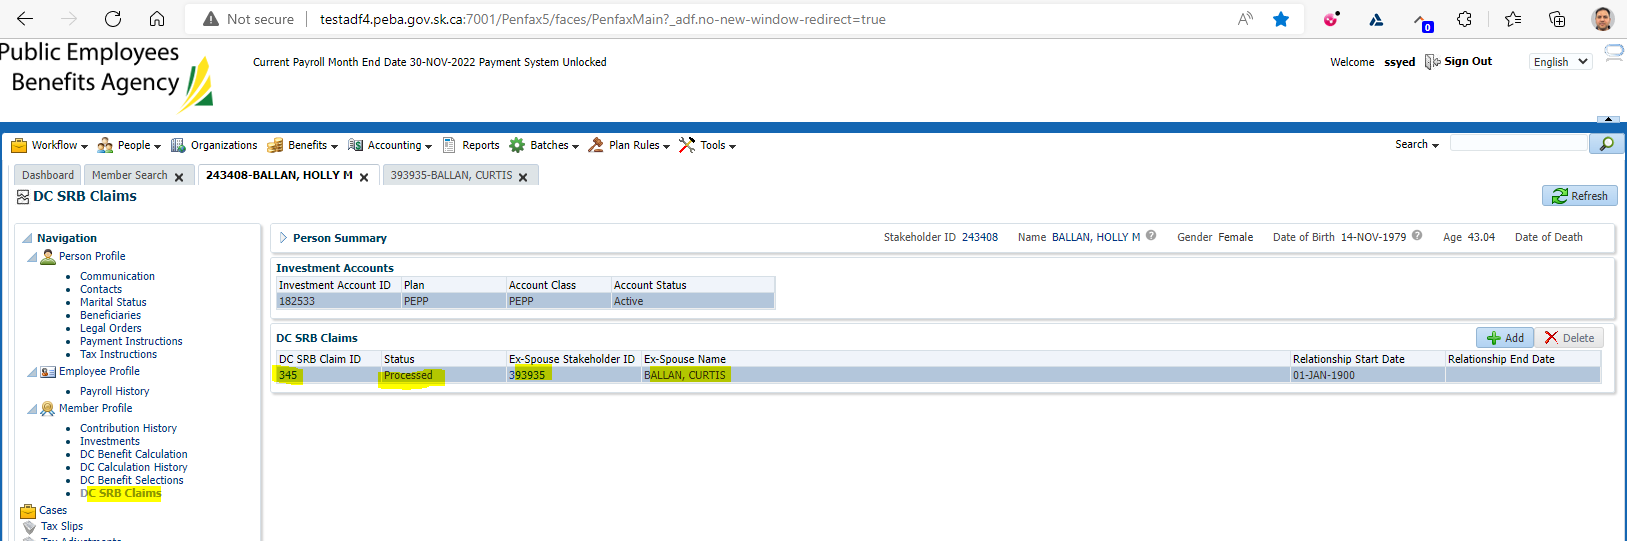 Not secure testadf4.peba.gov.sk.ca:7001/Penfax5/faces/PenfaxMain?_adf.no-new-window-redirect=true
0
Public Employees
Benefits Agency
Current Payroll Month End Date 30-NOV-2022 Payment System Unlocked
Welcome ssyed Sign Out English
Workflow People Organizations Benefits Accounting Reports Batches Plan Rules Tools Search
Dashboard Member Search 243408-BALLAN, HOLLY M 393935-BALLAN, CURTIS
DC SRB Claims Refresh
Navigation
Person Profile
Communication
Contacts
Marital Status
Beneficiaries
Legal Orders
Payment Instructions
Tax Instructions
Employee Profile
Payroll History
Member Profile
Contribution History
Investments
DC Benefit Calculation
DC Calculation History
DC Benefit Selections
DC SRB Claims
Cases
Tax Slips
Tax Adjustments
Person Summary Stakeholder ID 243408 Name BALLAN, HOLLY M Gender Female Date of Birth 14-NOV-1979 Age 43.04 Date of Death
Investment Accounts
Investment Account ID Plan Account Class Account Status
182533 PEPP PEPP Active
DC SRB Claims Add Delete
DC SRB Claim ID Status Ex-Spouse Stakeholder ID Ex-Spouse Name Relationship Start Date Relationship End Date
345 Processed 393935 BALLAN, CURTIS 01-JAN-1900